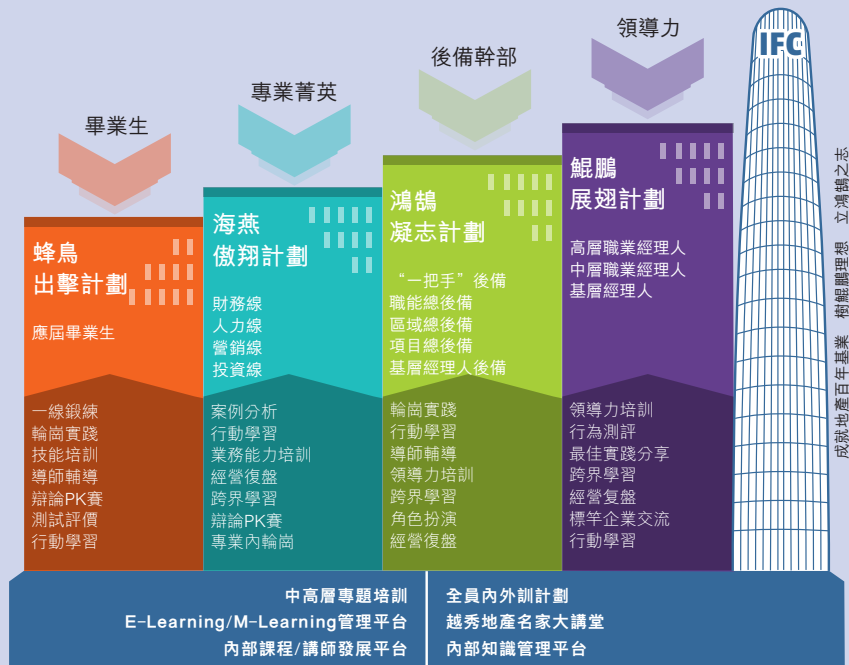 畢業生
專業菁英
後備幹部
領導力
IFC
蜂鳥
出擊計劃
應屆畢業生
一線鍛練
輪崗實踐
技能培訓
導師輔導
辯論PK賽
測試評價
行動學習
海燕
傲翔計劃
財務線
人力線
營銷線
投資線
案例分析
行動學習
業務能力培訓
經營復盤
跨界學習
辯論PK賽
專業內輪崗
鴻鵠
凝志計劃
“一把手”後備
職能總後備
區域總後備
項目總後備
基層經理人後備
輪崗實踐
行動學習
導師輔導
領導力培訓
跨界學習
角色扮演
經營復盤
鯤鵬
展翅計劃
高層職業經理人
中層職業經理人
基層經理人
領導力培訓
行為測評
最佳實踐分享
跨界學習
經營复盤
標竿企業交流
行動學習
成就地產百年基業 樹鯤鵬理想 立鴻鵠之志
中高層專題培訓
E-Learning/M-Learning管理平台
內部課程/講師發展平台
全員內外訓計劃
越秀地產名家大講堂
內部知識管理平台